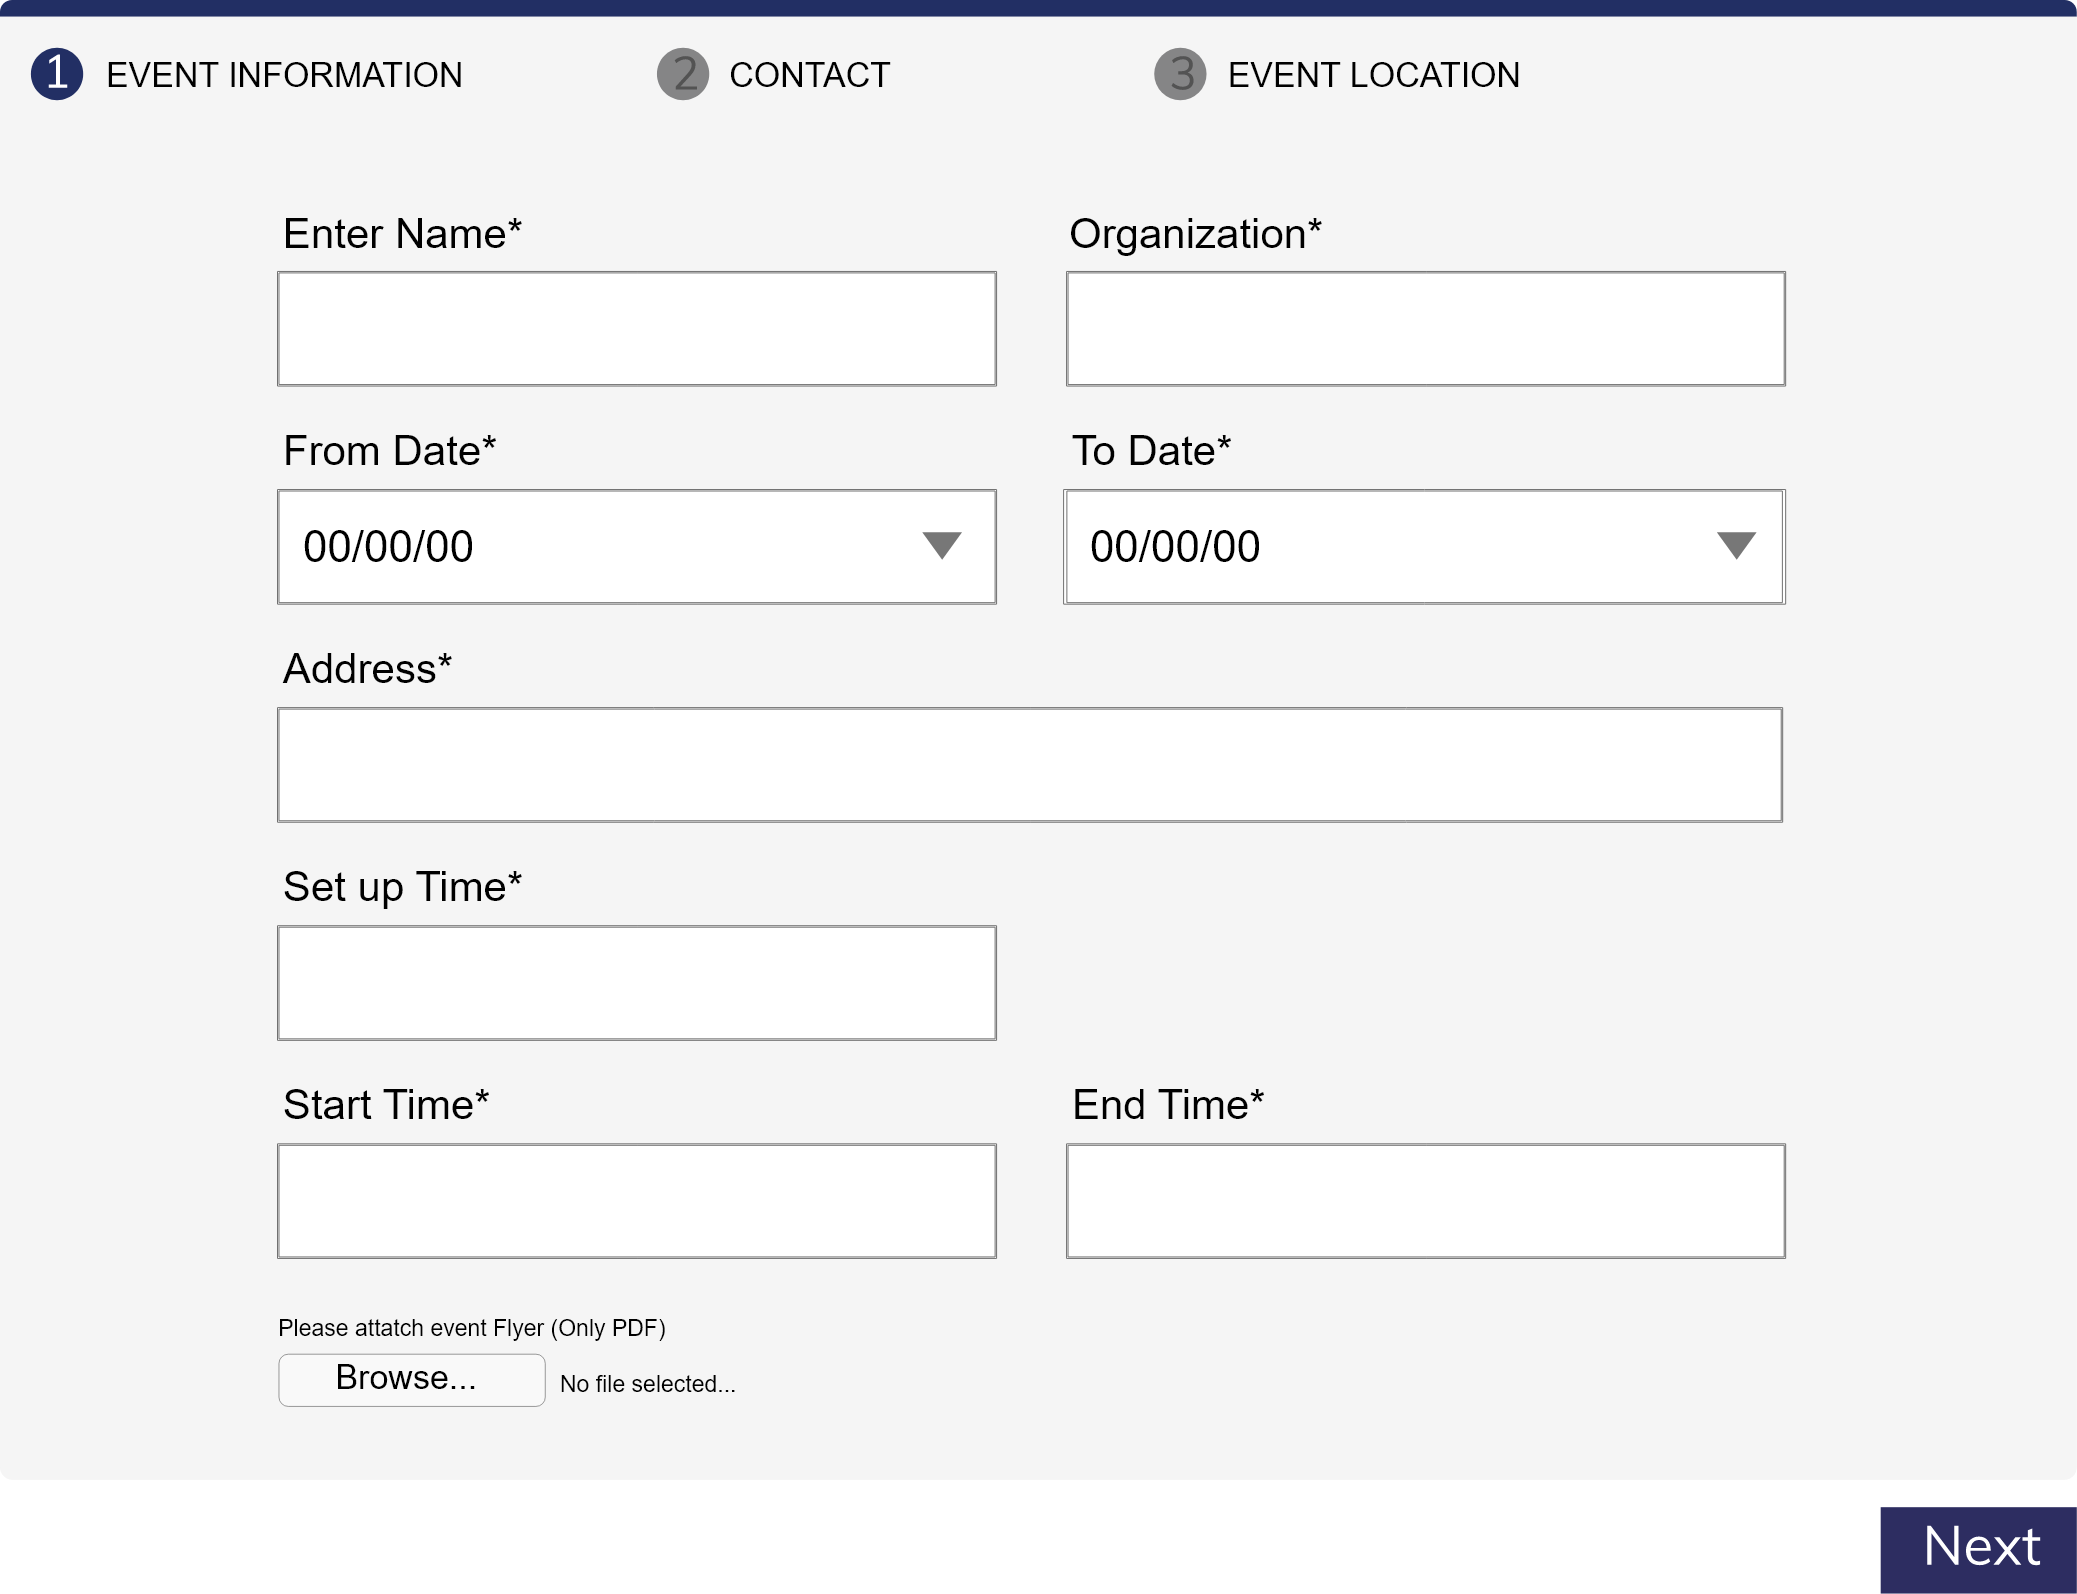 1 EVENT INFORMATION 2 CONTACT 3 EVENT LOCATION
Enter Name* Organization*
From Date* To Date*
00/00/00 00/00/00
Address*
Set up Time*
Start Time* End Time*
Please attatch event Flyer (Only PDF)
Browse... No file selected...
Next